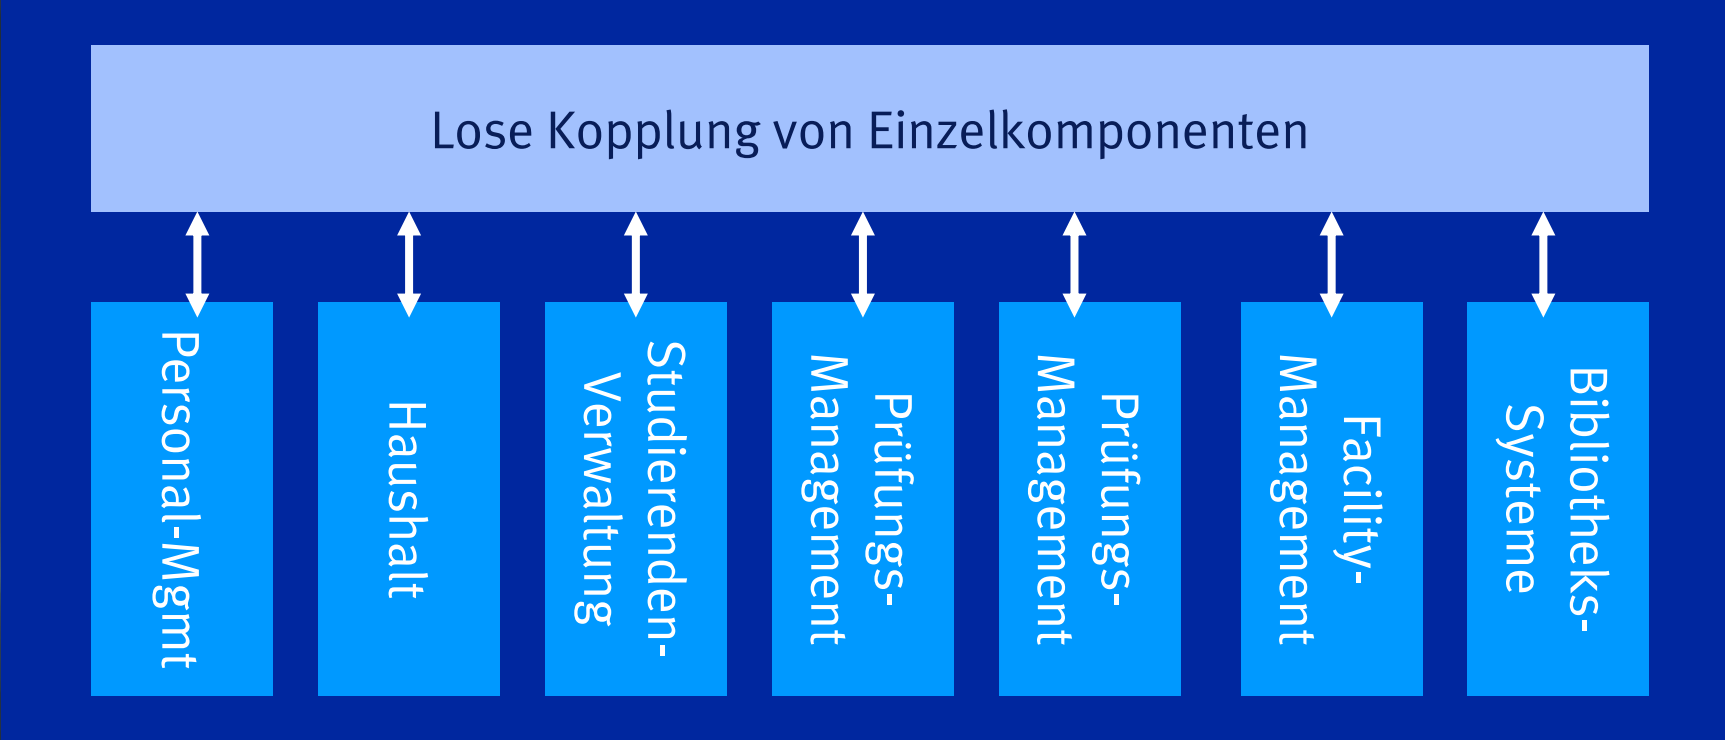 Lose Kopplung von Einzelkomponenten
Personal-Mgmt
Haushalt
Studierenden-
Verwaltung
Prüfungs-
Management
Prüfungs-
Management
Facility-
Management
Bibliotheks-
Systeme